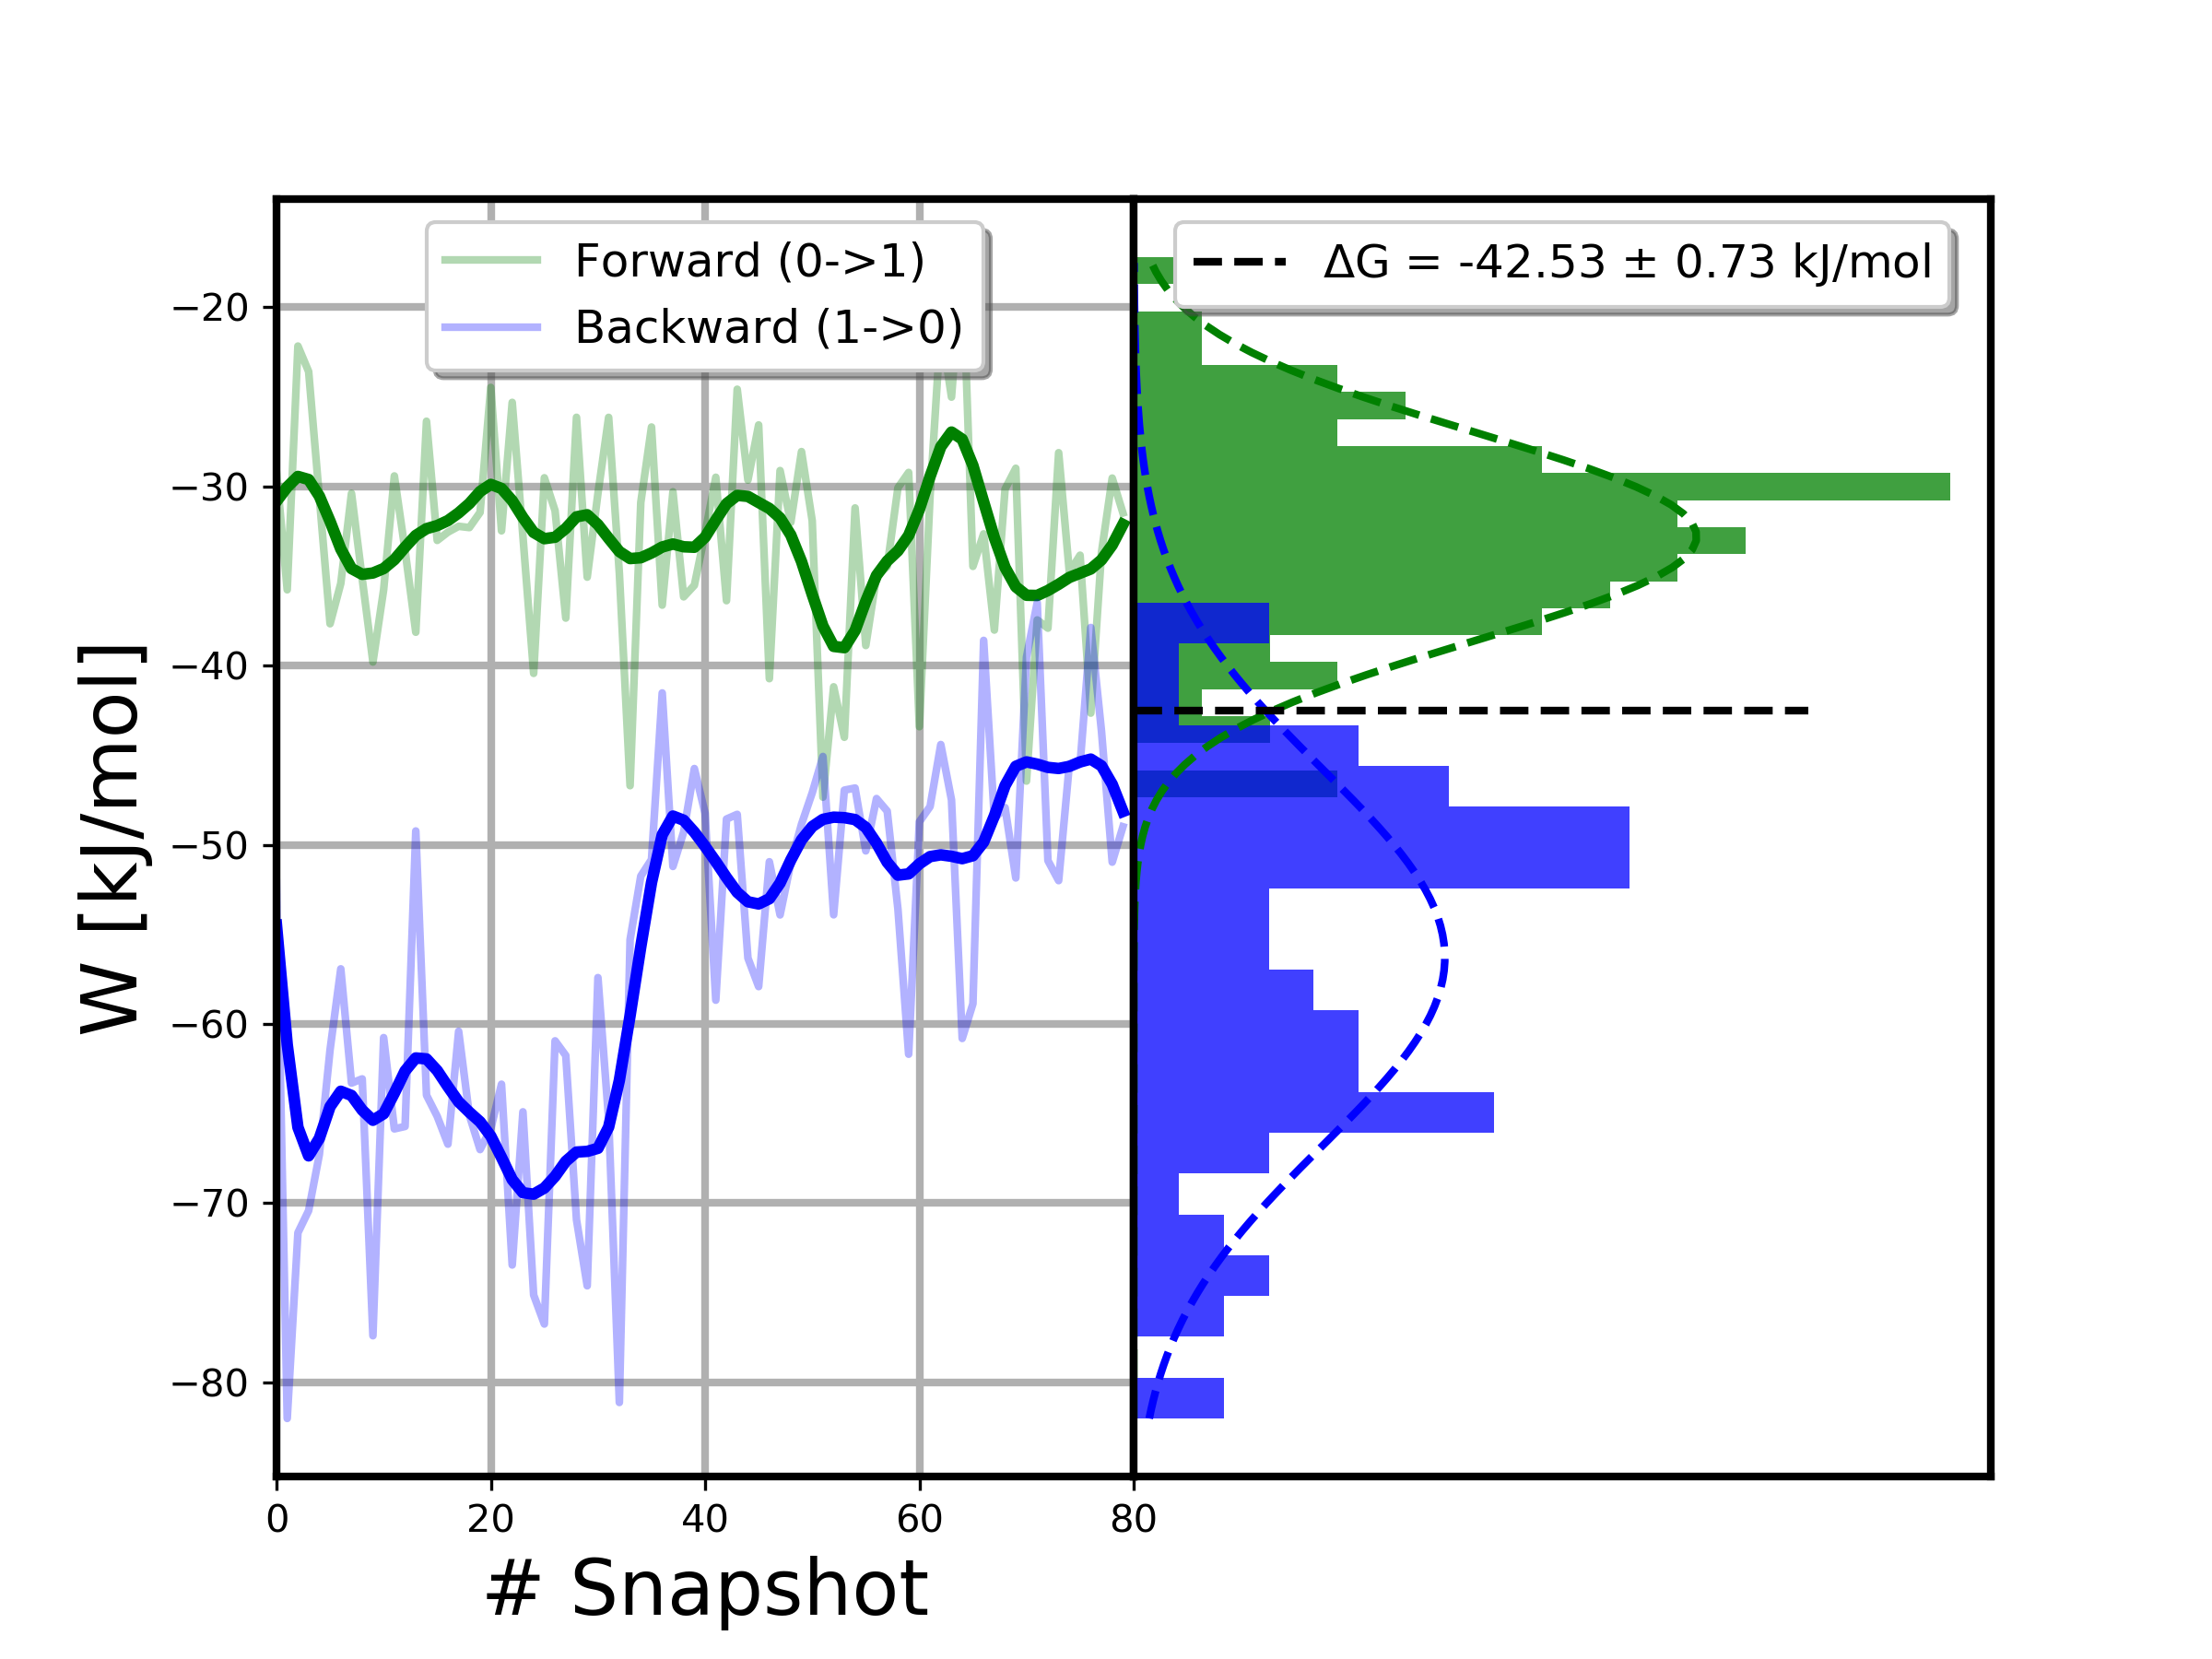 Forward (0->1)
Backward (1->0)
ΔG = -42.53 ± 0.73 kJ/mol
W [kJ/mol]
−20
−30
−40
−50
−60
−70
−80
0
20
40
60
80
# Snapshot